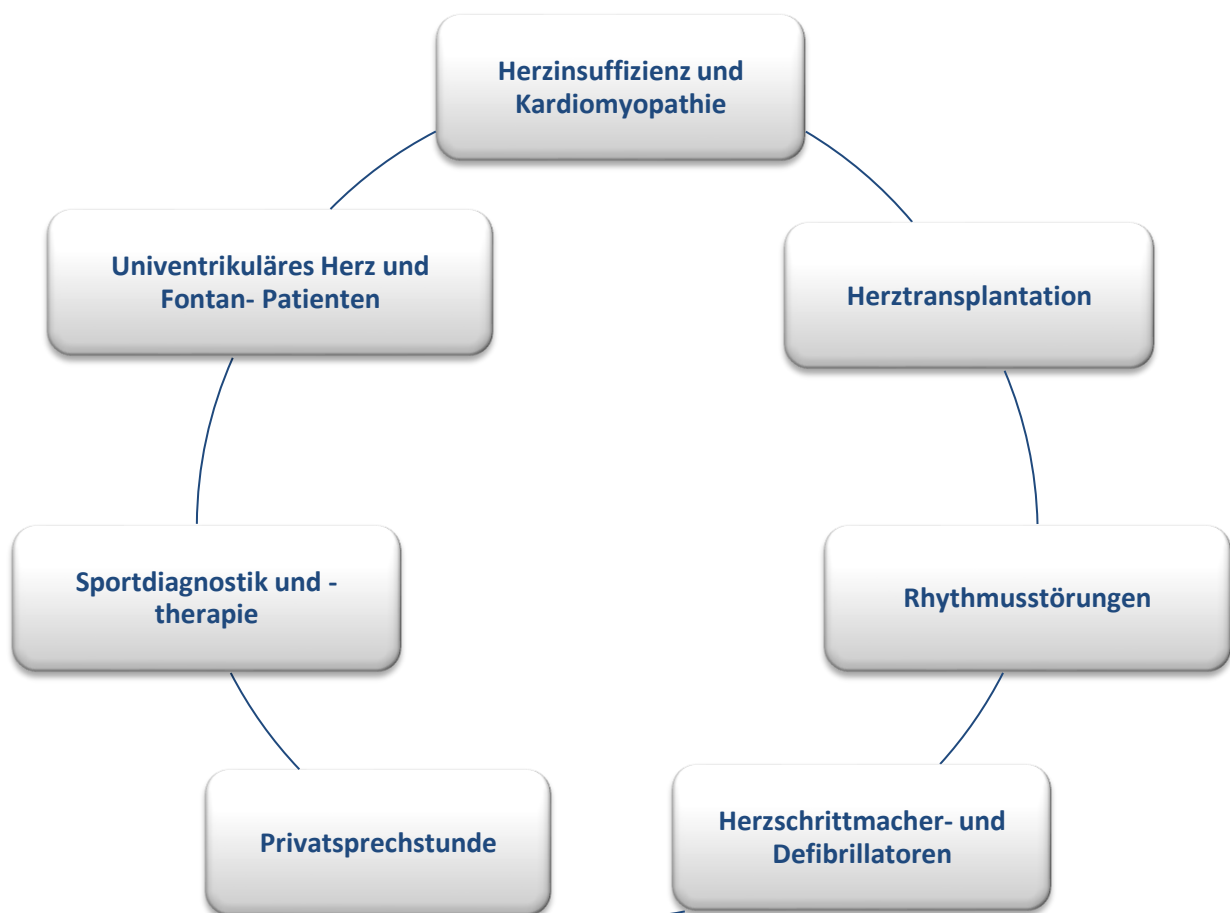 Herzinsuffizienz und
Kardiomyopathie
Univentrikuläres Herz und
Fontan- Patienten
Herztransplantation
Sportdiagnostik und -
therapie
Rhythmusstörungen
Privatsprechstunde
Herzschrittmacher- und
Defibrillatoren